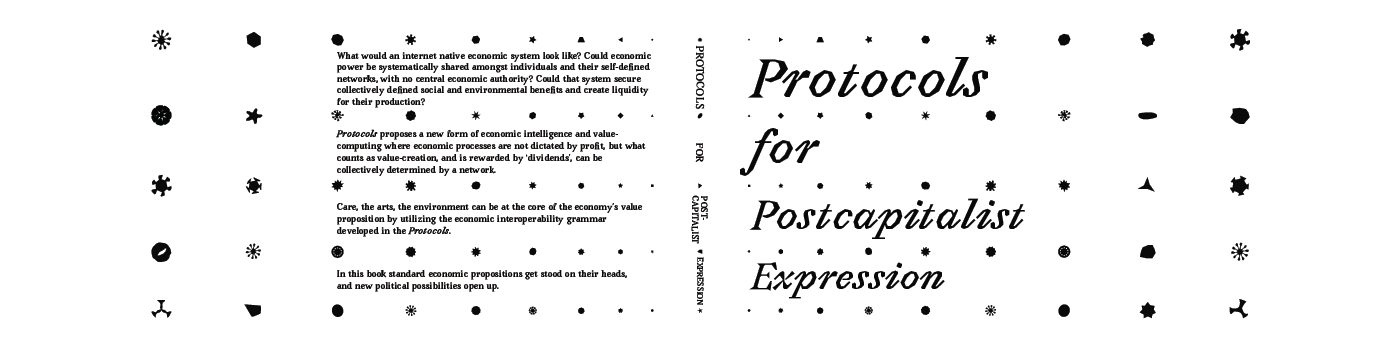 What would an internet native economic system look like? Could economic
power be systematically shared amongst individuals and their self-defined
networks, with no central economic authority? Could that system secure
collectively defined social and environmental benefits and create liquidity
for their production?
Protocols proposes a new form of economic intelligence and value-
computing where economic processes are not dictated by profit, but what
counts as value-creation, and is rewarded by 'dividends', can be
collectively determined by a network.
Care, the arts, the environment can be at the core of the economy's value
proposition by utilizing the economic interoperability grammar
developed in the Protocols.
In this book standard economic propositions get stood on their heads,
and new political possibilities open up.
PROTOCOLS
FOR
POST-
CAPITALIST
EXPRESSION
Protocols
for
Postcapitalist
Expression